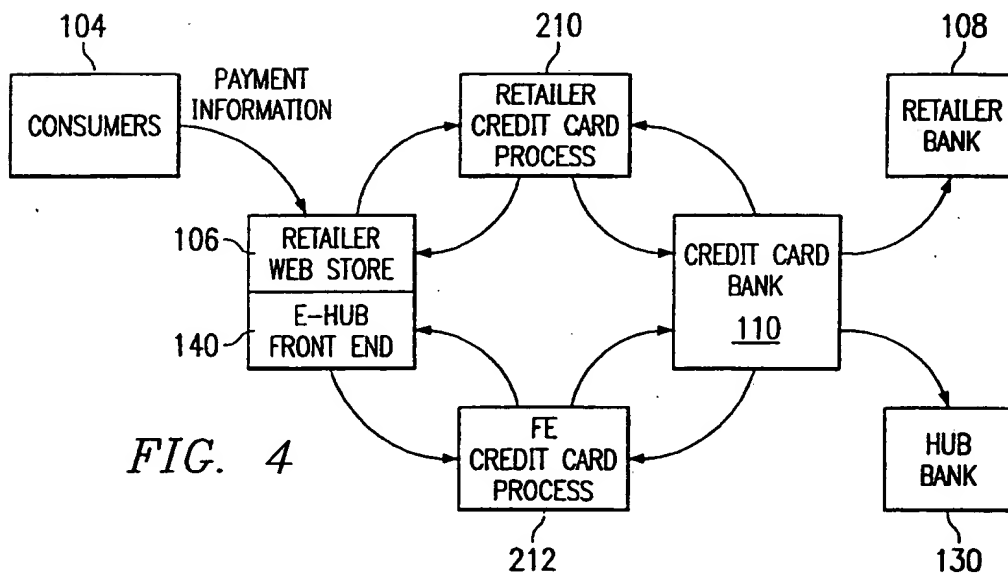 104
CONSUMERS
PAYMENT
INFORMATION
210
RETAILER
CREDIT CARD
PROCESS
108
RETAILER
BANK
106
RETAILER
WEB STORE
140
E-HUB
FRONT END
CREDIT CARD
BANK
110
FE
CREDIT CARD
PROCESS
212
HUB
BANK
130
FIG. 4